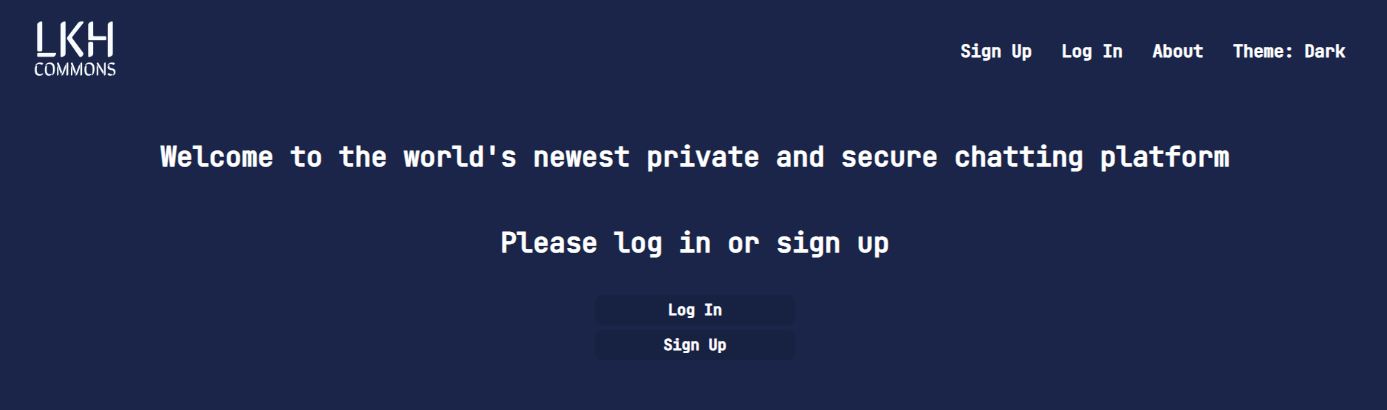 LKH
COMMONS
Sign Up Log In About Theme: Dark
Welcome to the world's newest private and secure chatting platform
Please log in or sign up
Log In
Sign Up